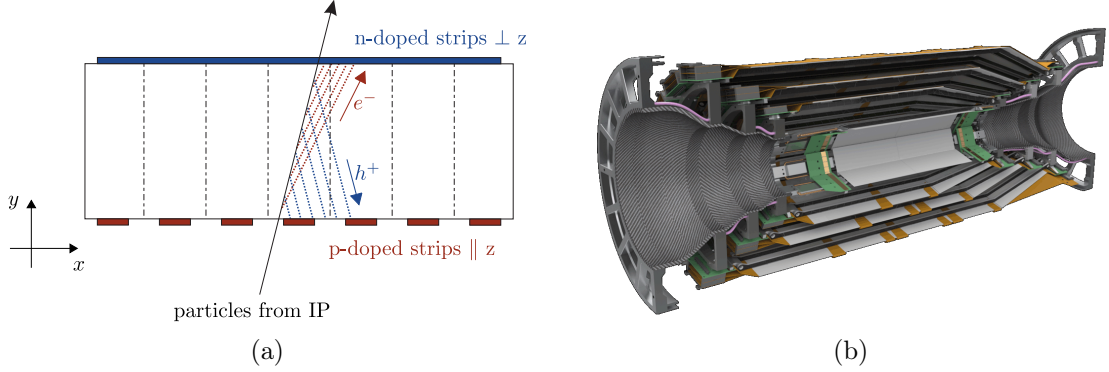 n-doped strips ⊥ z
e⁻
h⁺
y
x
p-doped strips ∥ z
particles from IP
(a)
(b)